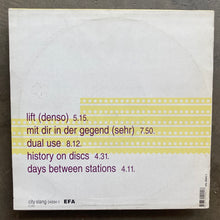 lift (denso) 5.15.
mit dir in der gegend (sehr) 7.50.
dual use 8.12.
history on discs 4.31.
days between stations 4.11.
city slang
EFA